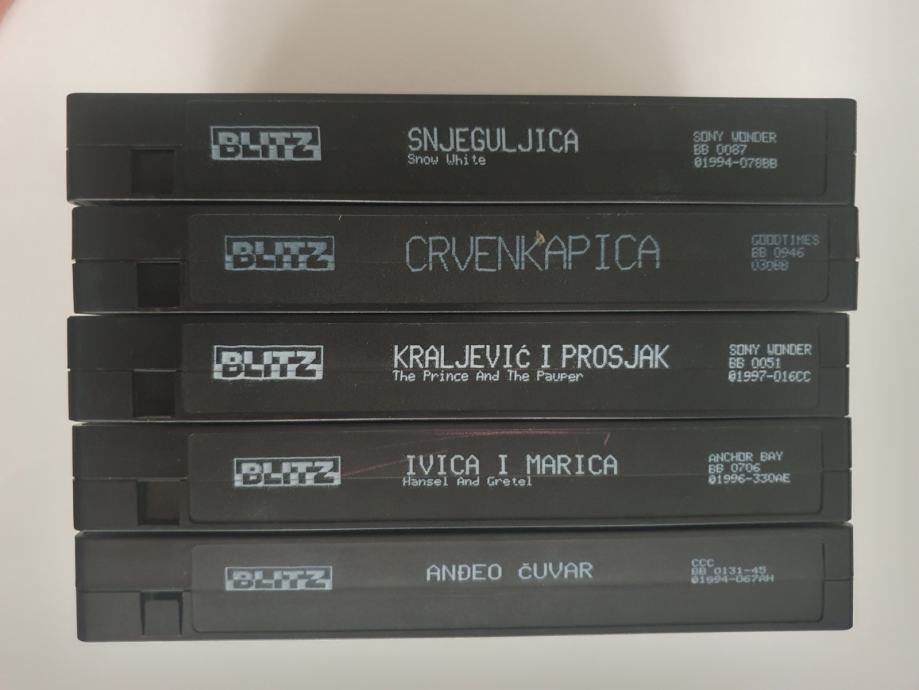 BLITZ
SNJEGULJICA
Snow White
SONY WONDER
BB 0087
01994-078BB
BLITZ
CRVENKAPICA
GOODTIMES
BB 0946
030BB
BLITZ
KRALJEVIć I PROSJAK
The Prince And The Pauper
SONY WONDER
BB 0051
01997-016CC
BLITZ
IVICA I MARICA
Hansel And Gretel
ANCHOR BAY
BB 0706
01996-330AE
BLITZ
ANĐEO čUVAR
CCC
BB 0131-45
01994-067AH